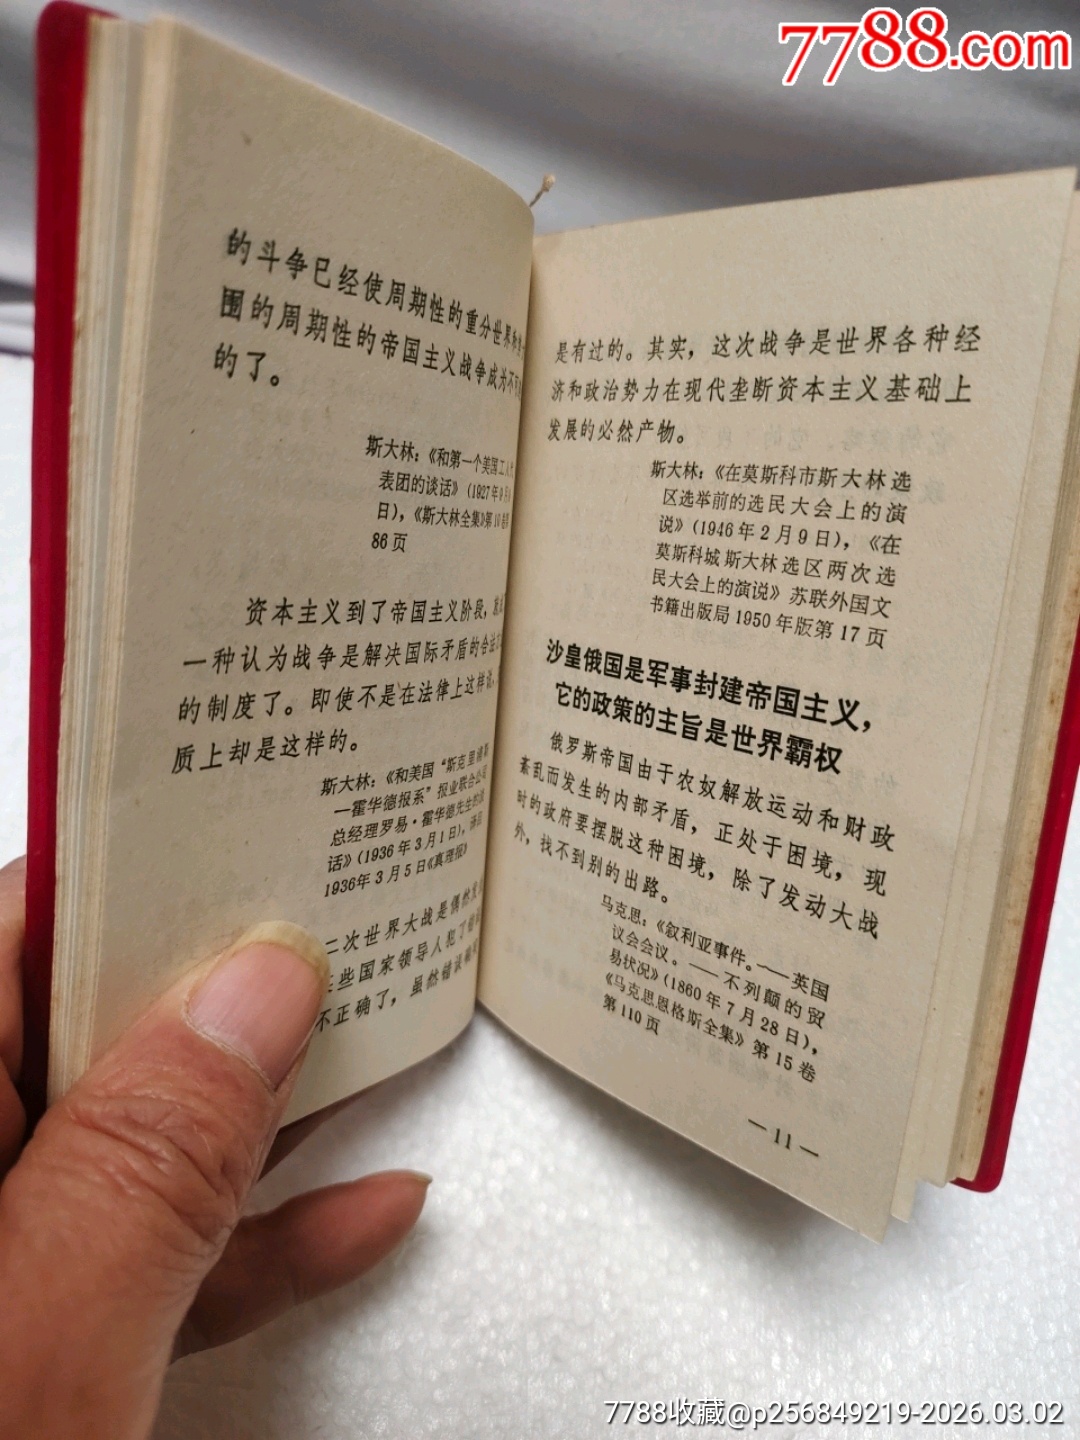 7788.com
的斗争已经使周期性的重分世界和
围的周期性的帝国主义战争成为不可
的了。
斯大林：《和第一个美国工人
表团的谈话》（1927年9月
日），《斯大林全集》第10卷第
86页
资本主义到了帝国主义阶段，
一种认为战争是解决国际矛盾的合法
的制度了。即使不是在法律上这样说，
质上却是这样的。
斯大林：《和美国“斯克里浦斯
—霍华德报系”报业联合公司
总经理罗易·霍华德先生的谈
话》（1936年3月1日），译自
1936年3月5日《真理报》
二次世界大战是偶然发
些国家领导人犯了错
不正确了，虽然错误
是有过的。其实，这次战争是世界各种经
济和政治势力在现代垄断资本主义基础上
发展的必然产物。
斯大林：《在莫斯科市斯大林选
区选举前的选民大会上的演
说》（1946年2月9日），《在
莫斯科城斯大林选区两次选
民大会上的演说》苏联外国文
书籍出版局1950年版第17页
沙皇俄国是军事封建帝国主义，
它的政策的主旨是世界霸权
俄罗斯帝国由于农奴解放运动和财政
紊乱而发生的内部矛盾，正处于困境，现
时的政府要摆脱这种困境，除了发动大战
外，找不到别的出路。
马克思：《叙利亚事件。——英国
议会会议。——不列颠的贸
易状况》（1860年7月28日），
《马克思恩格斯全集》第15卷
第110页
—11—
7788收藏@p256849219-2026.03.02